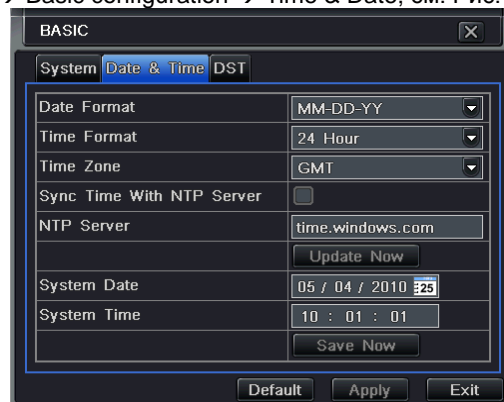 Basic configuration → Time & Date, см. Рис.
BASIC
System Date & Time DST
Date Format MM-DD-YY
Time Format 24 Hour
Time Zone GMT
Sync Time With NTP Server
NTP Server time.windows.com
Update Now
System Date 05 / 04 / 2010 25
System Time 10 : 01 : 01
Save Now
Default Apply Exit